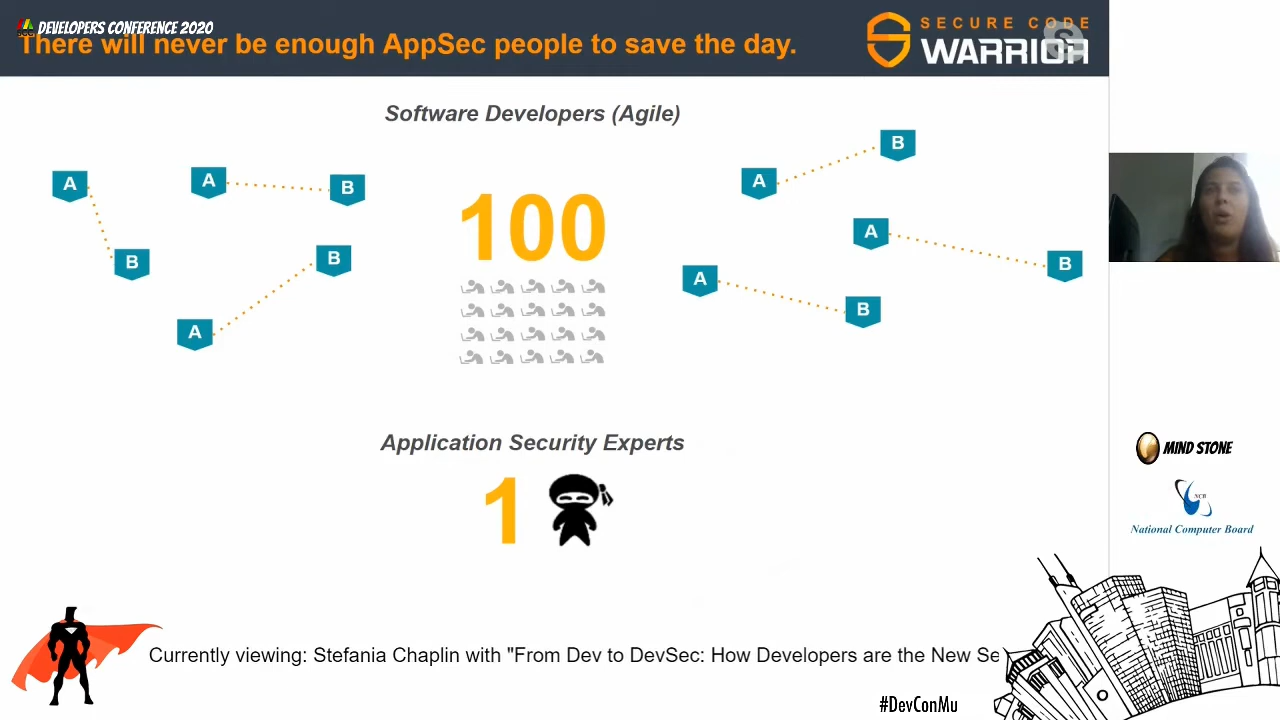 DEVELOPERS CONFERENCE 2020
There will never be enough AppSec people to save the day.
SECURE CODE
WARRIOR
Software Developers (Agile)
A
B
A
B
A
B
100
A
B
A
B
A
B
Application Security Experts
1
MIND STONE
NCB
National Computer Board
Currently viewing: Stefania Chaplin with "From Dev to DevSec: How Developers are the New Se
#DevConMu